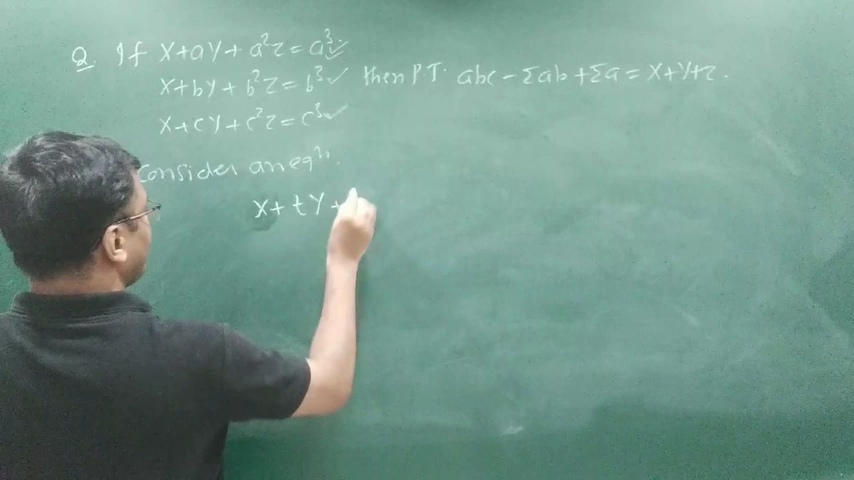 Q. If x+ay+a²z=a³✓
x+by+b²z=b³✓ then P.T. abc-Σab+Σa=x+y+z.
x+cy+c²z=c³✓
Consider an eqⁿ.
x+ty+